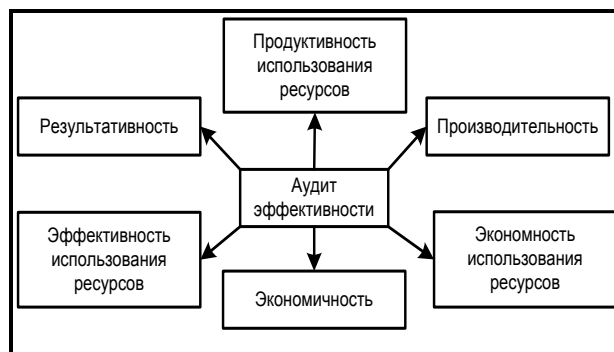 Продуктивность
использования
ресурсов
Результативность
Производительность
Аудит
эффективности
Эффективность
использования
ресурсов
Экономичность
Экономность
использования
ресурсов